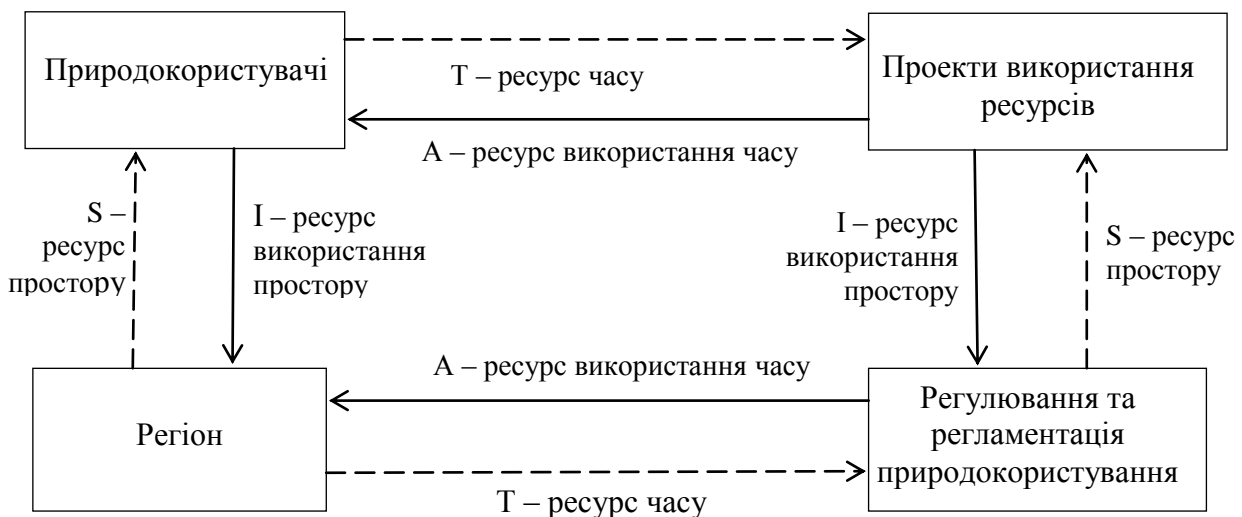 Природокористувачі
Т – ресурс часу
Проекти використання
ресурсів
А – ресурс використання часу
S –
ресурс
простору
І – ресурс
використання
простору
І – ресурс
використання
простору
S – ресурс
простору
А – ресурс використання часу
Регіон
Регулювання та
регламентація
природокористування
Т – ресурс часу